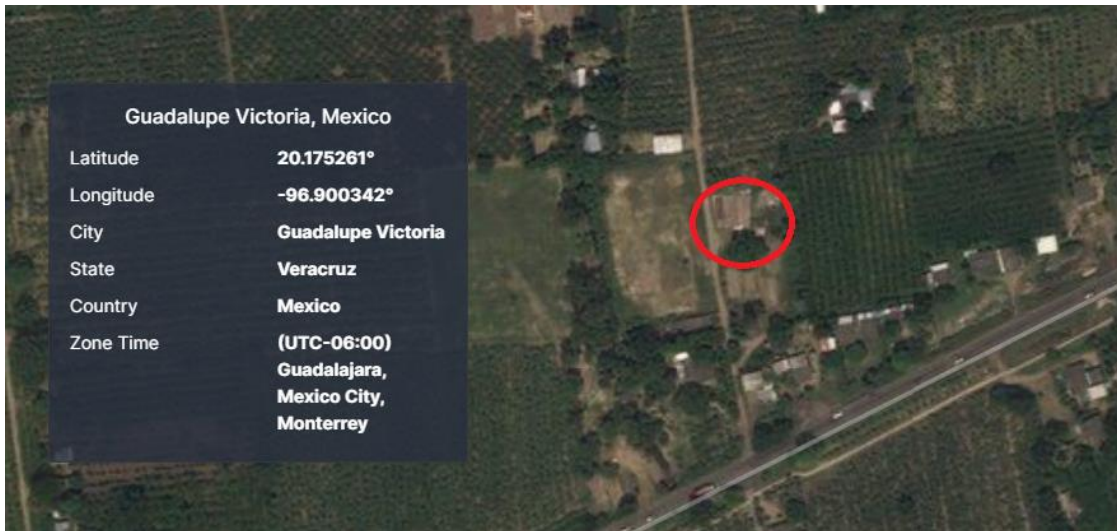 Guadalupe Victoria, Mexico
Latitude 20.175261°
Longitude -96.900342°
City Guadalupe Victoria
State Veracruz
Country Mexico
Zone Time (UTC-06:00)
Guadalajara,
Mexico City,
Monterrey